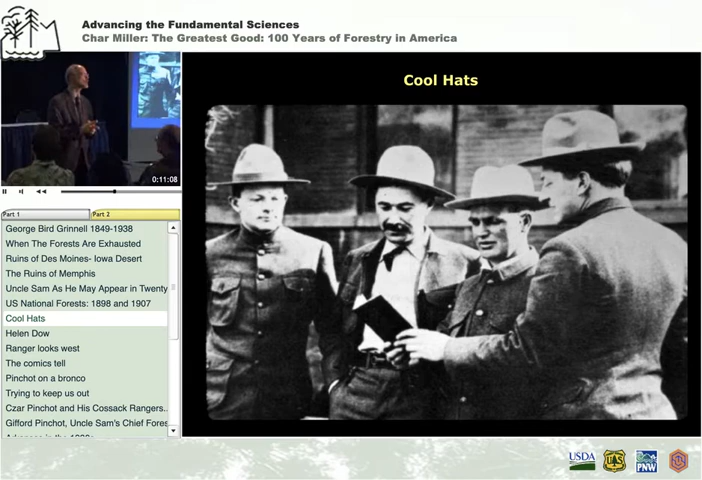 Advancing the Fundamental Sciences
Char Miller: The Greatest Good: 100 Years of Forestry in America
Cool Hats
0:11:08
Part 1
Part 2
George Bird Grinnell 1849-1938
When The Forests Are Exhausted
Ruins of Des Moines- Iowa Desert
The Ruins of Memphis
Uncle Sam As He May Appear in Twenty
US National Forests: 1898 and 1907
Cool Hats
Helen Dow
Ranger looks west
The comics tell
Pinchot on a bronco
Trying to keep us out
Czar Pinchot and His Cossack Rangers..
Gifford Pinchot, Uncle Sam's Chief Fores
USDA
UAS
PNW